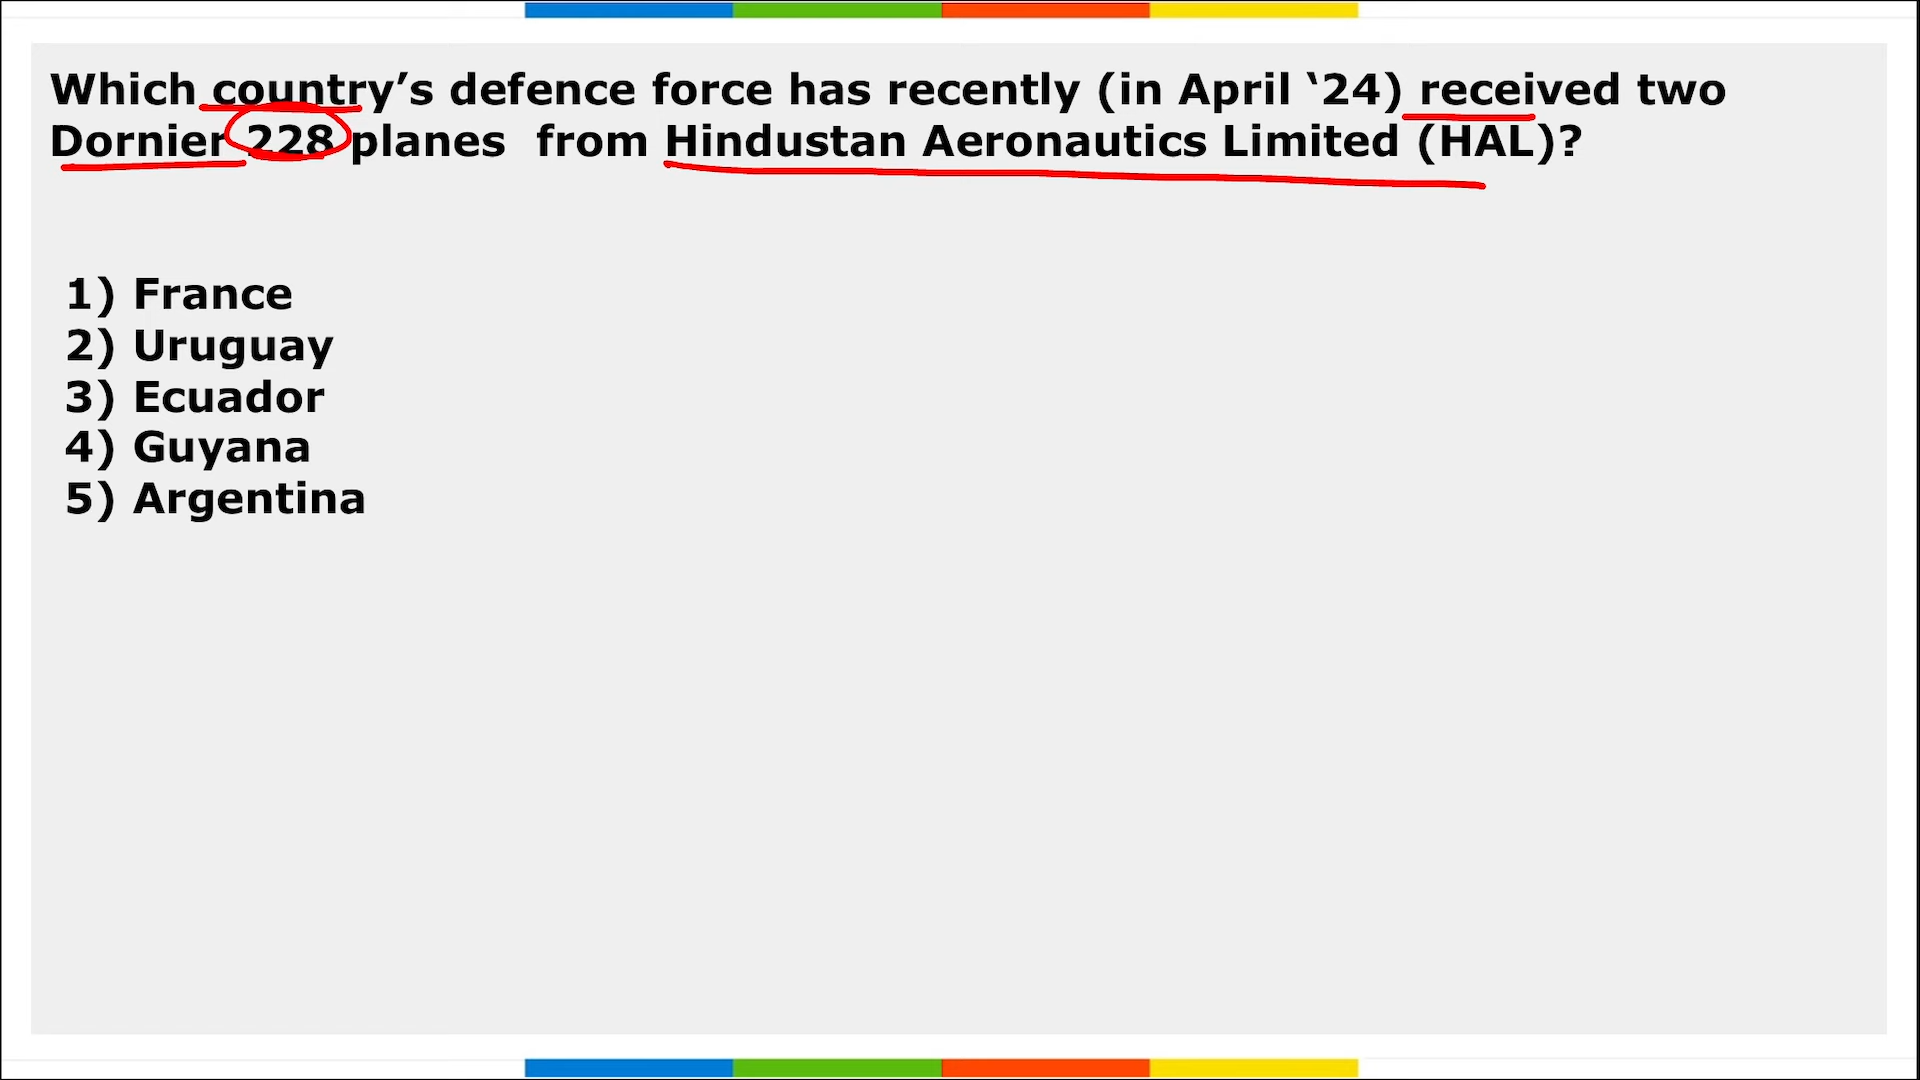 Which country’s defence force has recently (in April ‘24) received two
Dornier 228 planes from Hindustan Aeronautics Limited (HAL)?
1) France
2) Uruguay
3) Ecuador
4) Guyana
5) Argentina